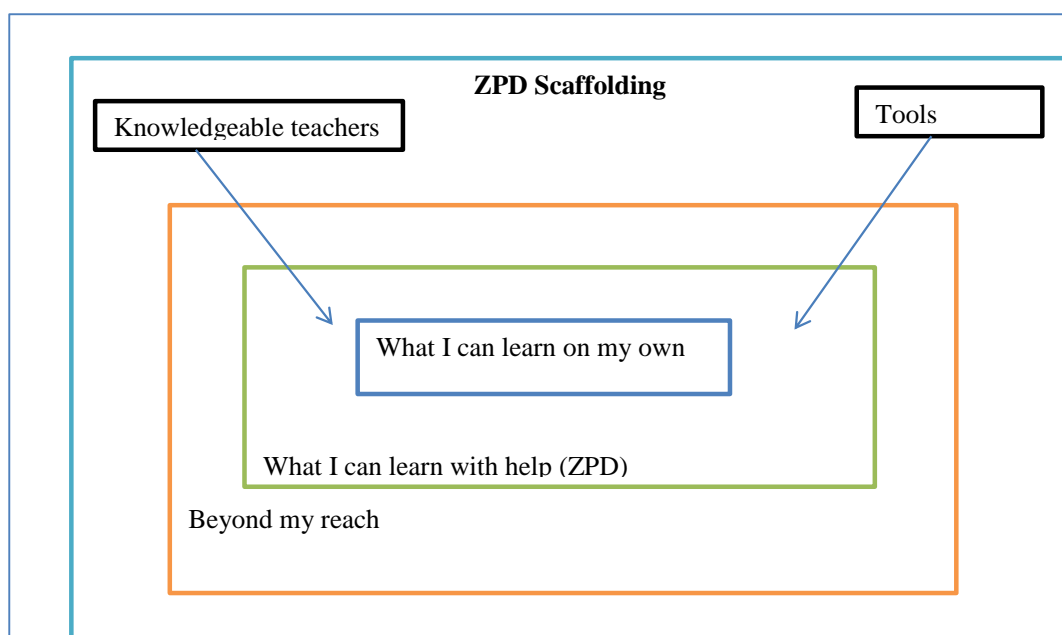 ZPD Scaffolding
Knowledgeable teachers
Tools
What I can learn on my own
What I can learn with help (ZPD)
Beyond my reach